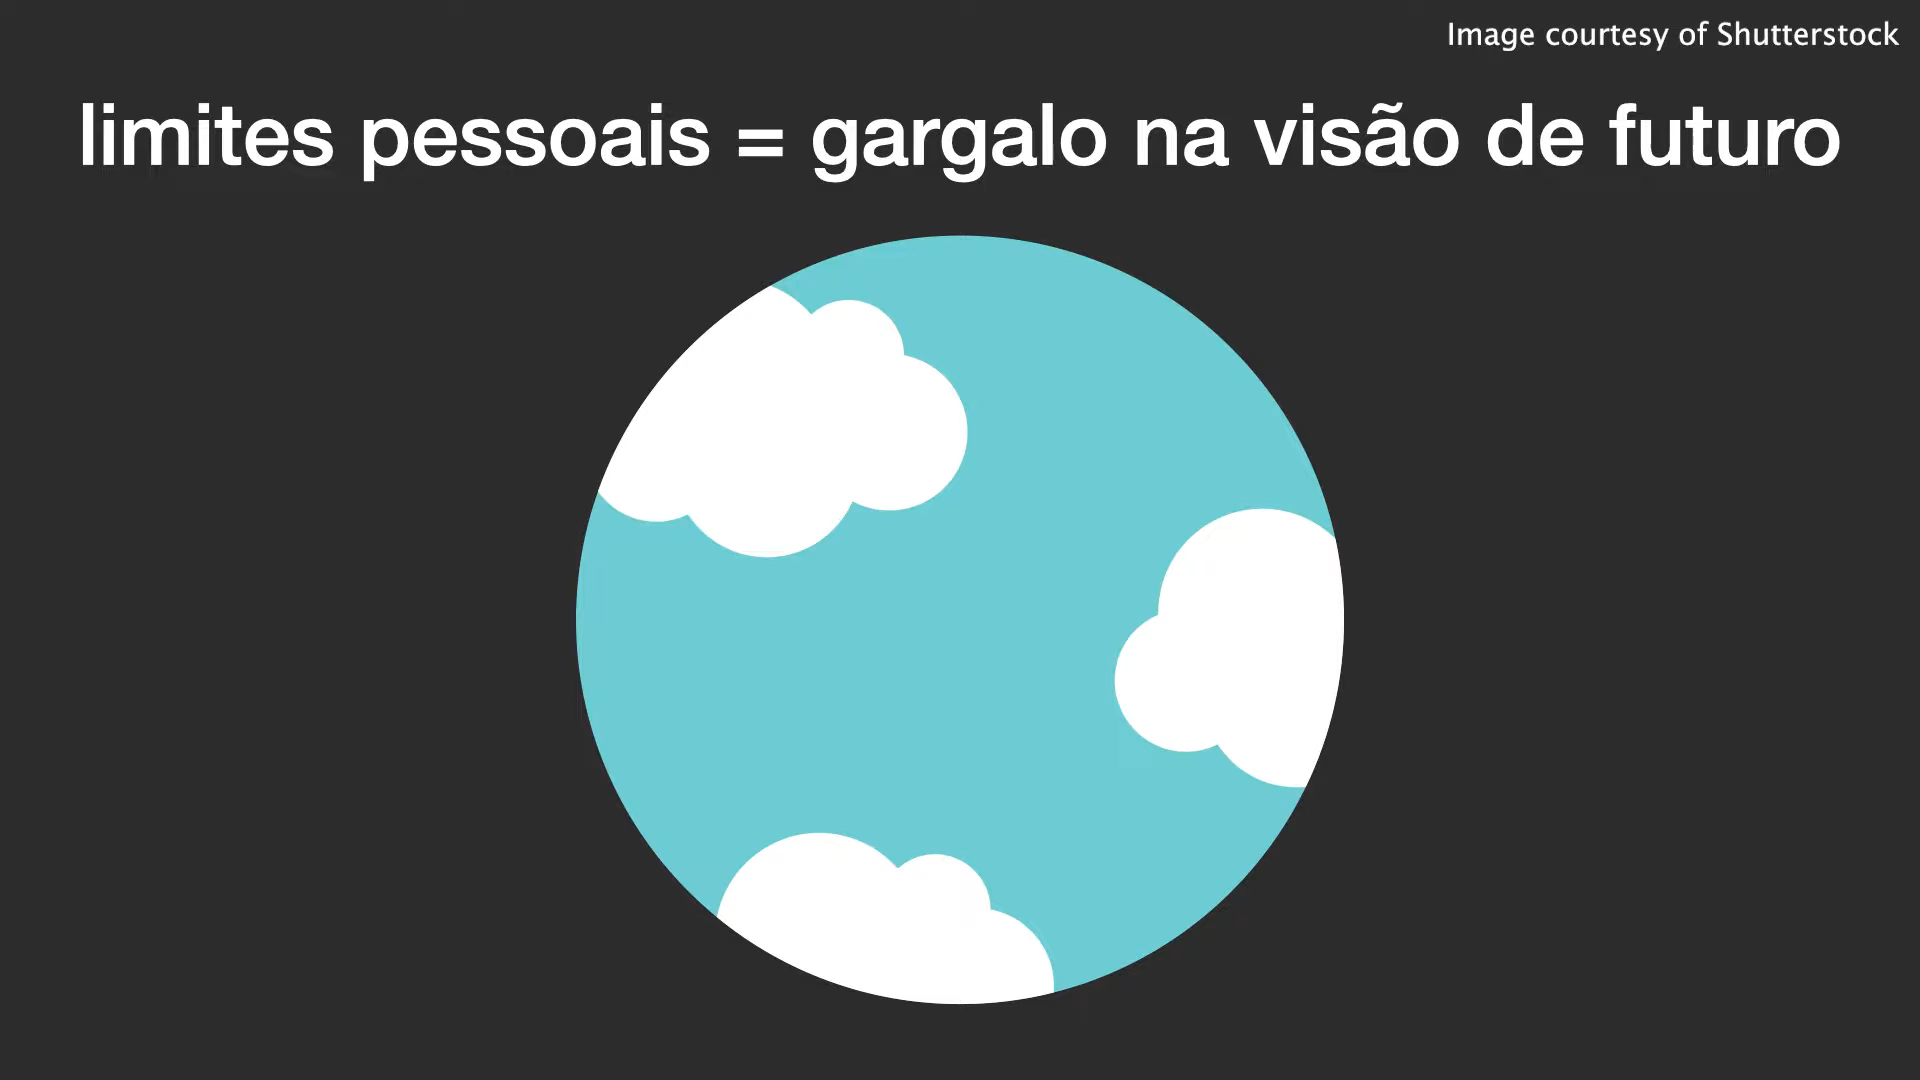 Image courtesy of Shutterstock
limites pessoais = gargalo na visão de futuro